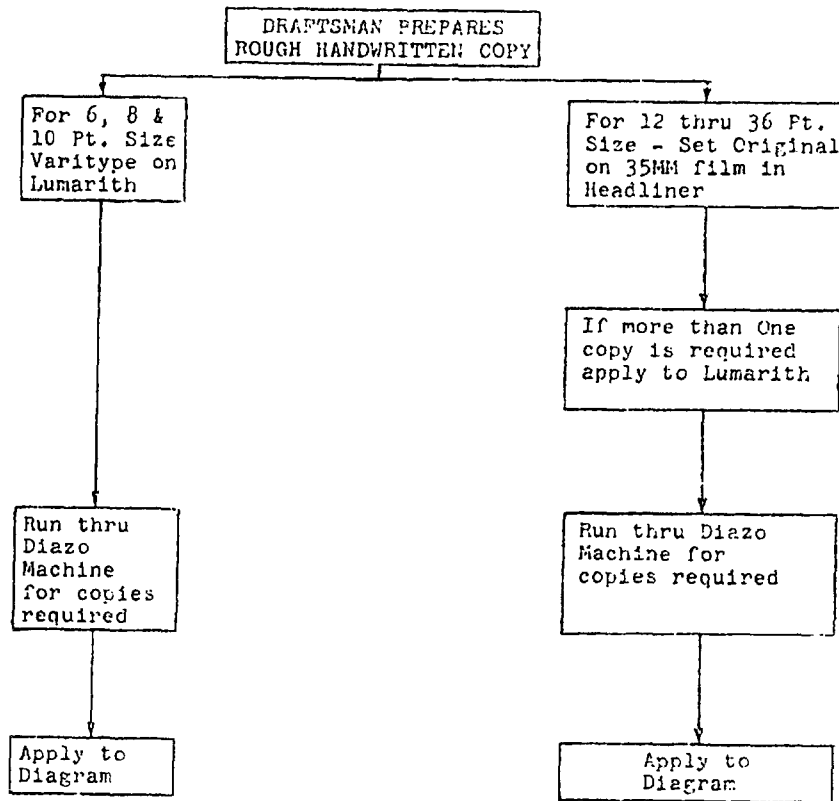 DRAFTSMAN PREPARES
ROUGH HANDWRITTEN COPY
For 6, 8 &
10 Pt. Size
Varitype on
Lumarith
For 12 thru 36 Pt.
Size - Set Original
on 35MM film in
Headliner
If more than One
copy is required
apply to Lumarith
Run thru
Diazo
Machine
for copies
required
Run thru Diazo
Machine for
copies required
Apply to
Diagram
Apply to
Diagram